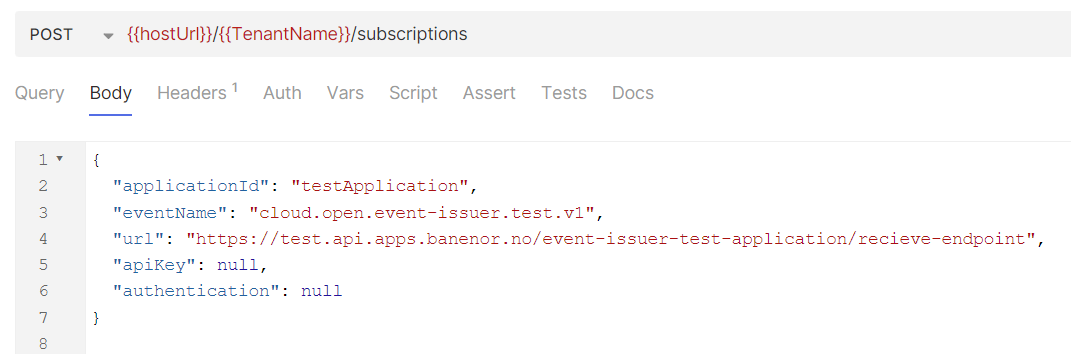 POST {{hostUrl}}/{{TenantName}}/subscriptions
Query Body Headers 1 Auth Vars Script Assert Tests Docs
1 {
2 "applicationId": "testApplication",
3 "eventName": "cloud.open.event-issuer.test.v1",
4 "url": "https://test.api.apps.banenor.no/event-issuer-test-application/recieve-endpoint",
5 "apiKey": null,
6 "authentication": null
7 }
8